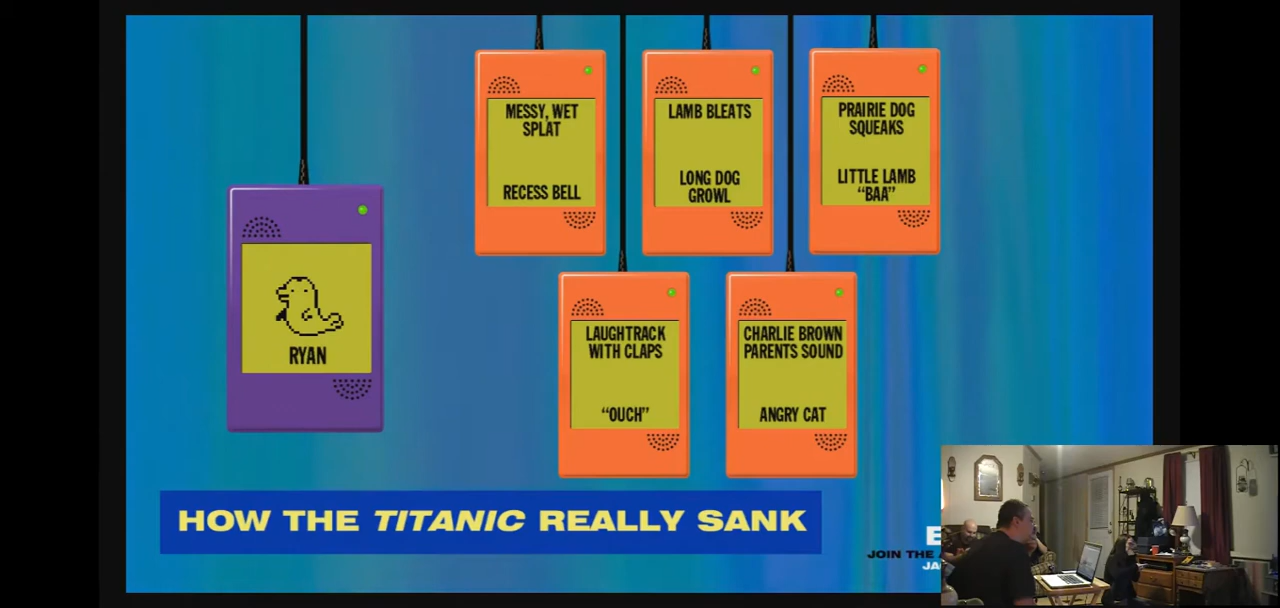 MESSY, WET
SPLAT
RECESS BELL
LAMB BLEATS
LONG DOG
GROWL
PRAIRIE DOG
SQUEAKS
LITTLE LAMB
“BAA”
RYAN
LAUGHTRACK
WITH CLAPS
“OUCH”
CHARLIE BROWN
PARENTS SOUND
ANGRY CAT
HOW THE TITANIC REALLY SANK
JOIN THE